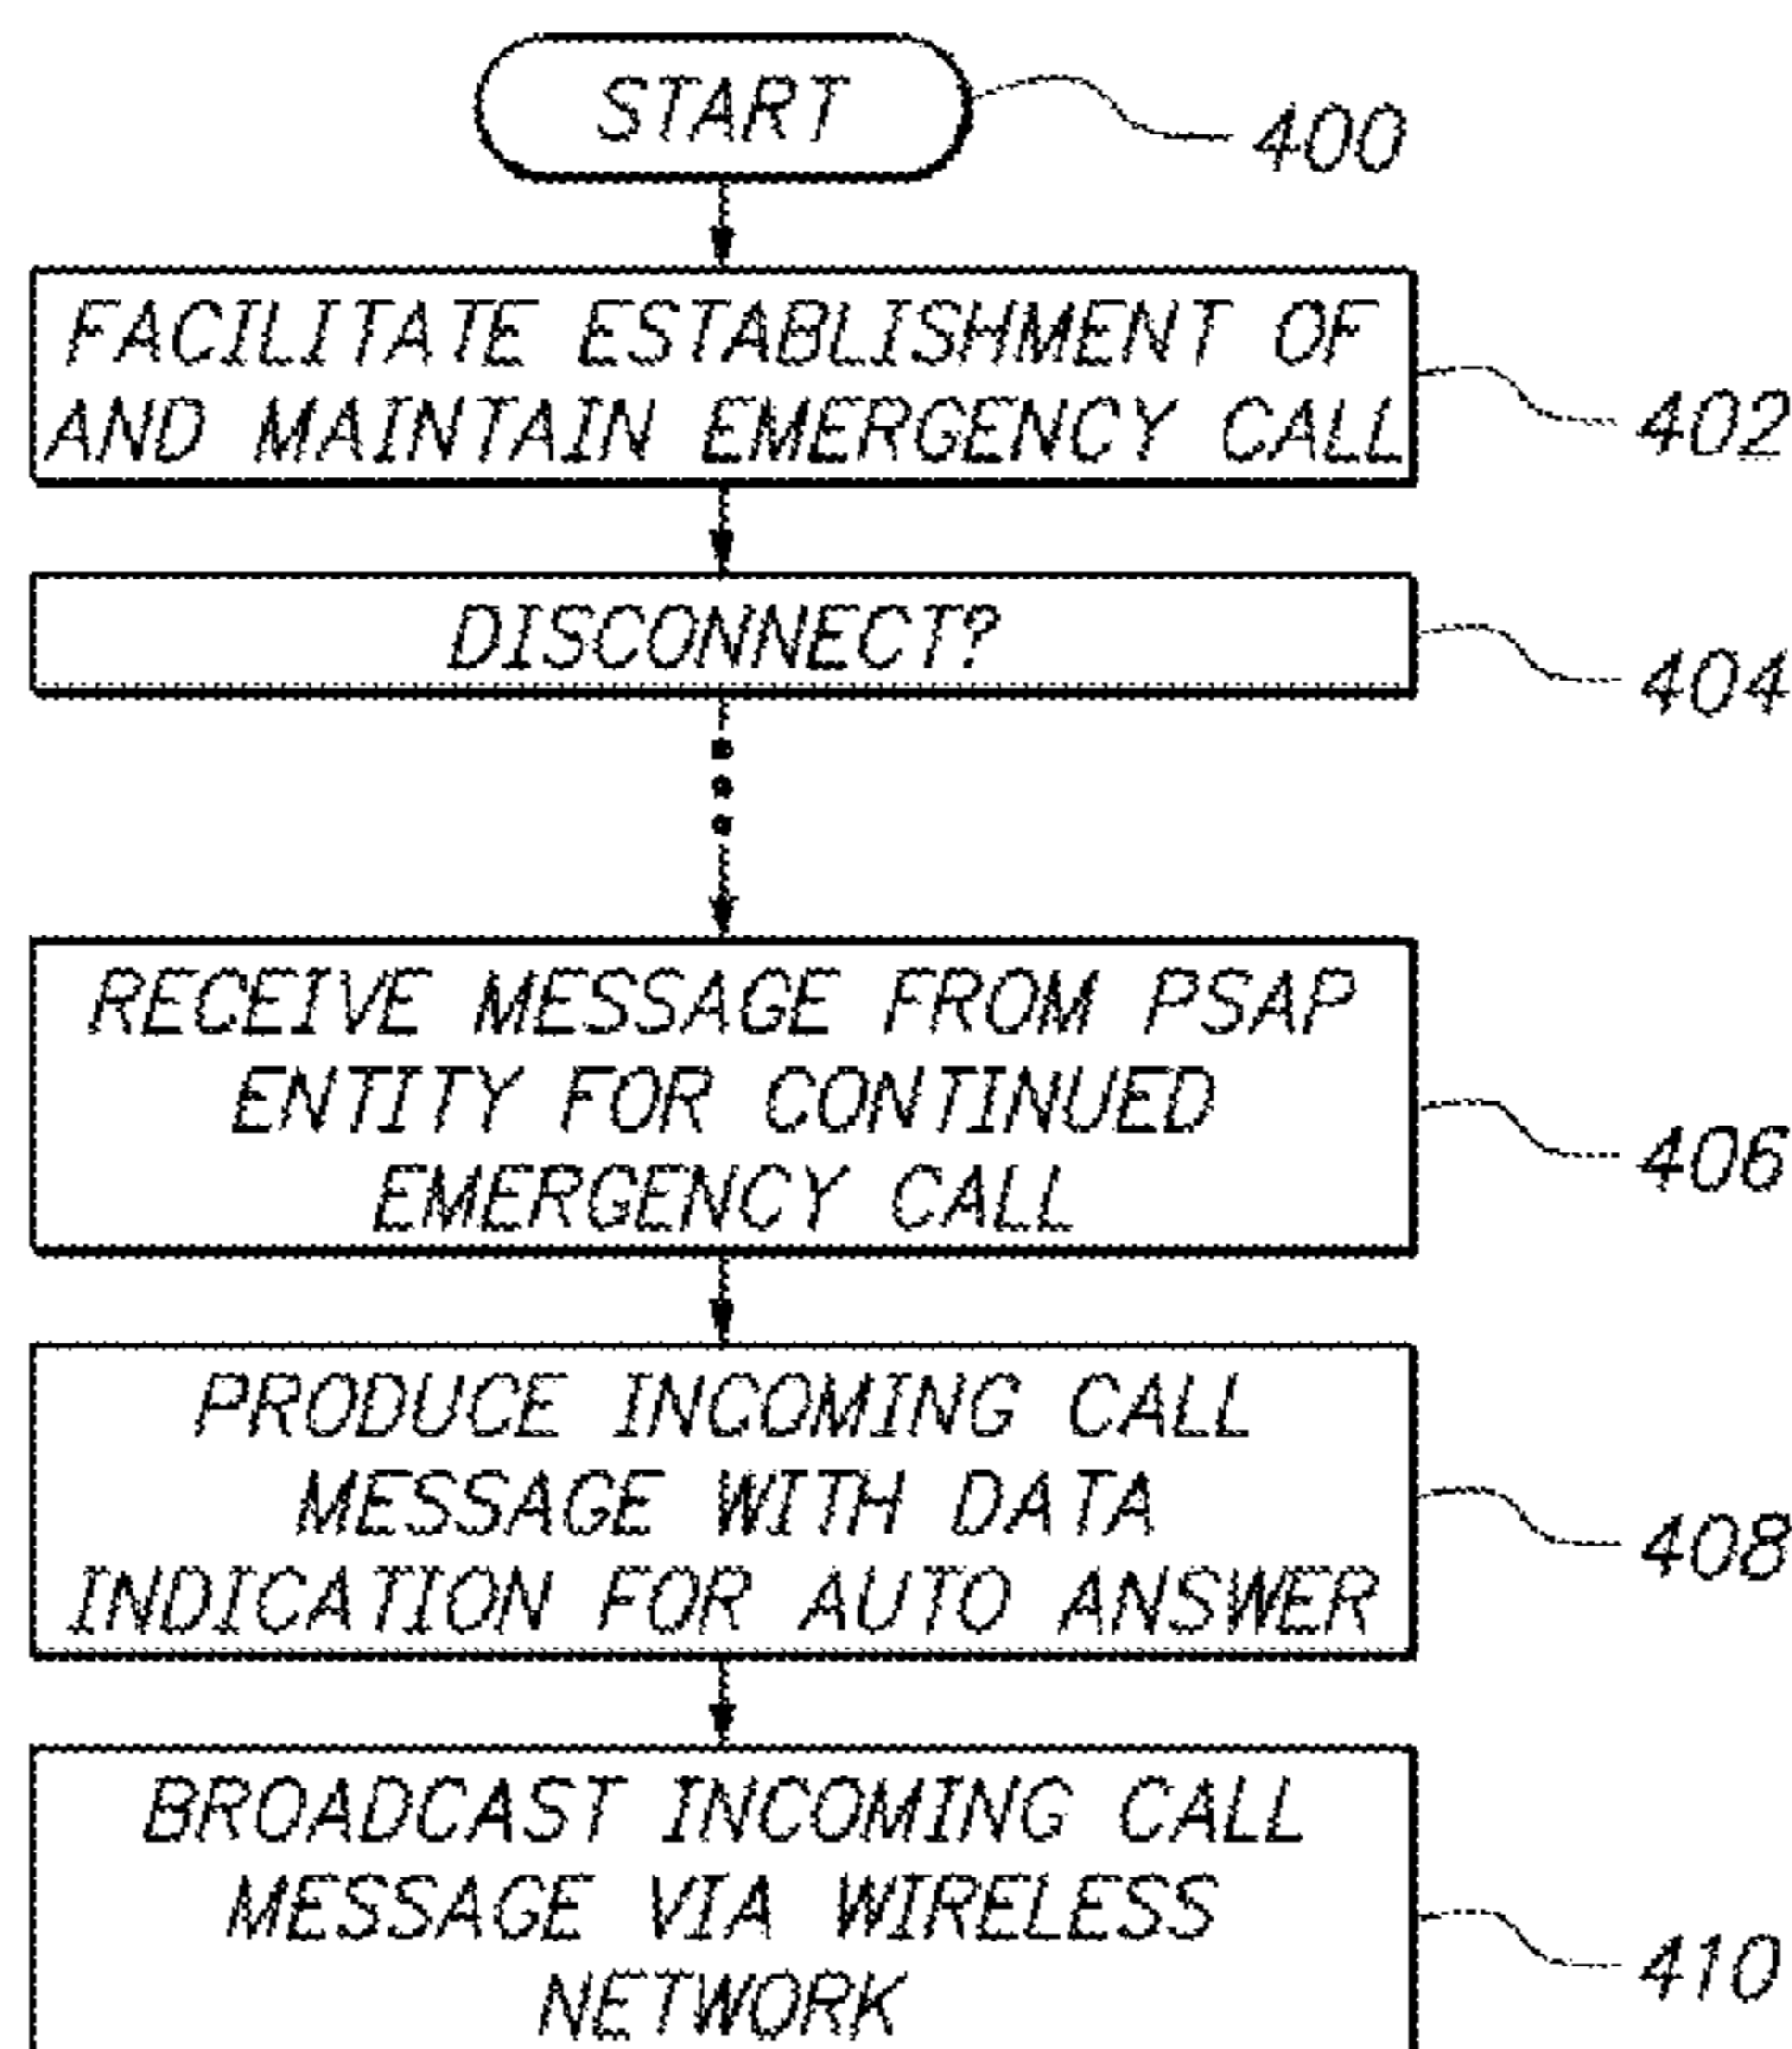 START
400
FACILITATE ESTABLISHMENT OF
AND MAINTAIN EMERGENCY CALL
402
DISCONNECT?
404
RECEIVE MESSAGE FROM PSAP
ENTITY FOR CONTINUED
EMERGENCY CALL
406
PRODUCE INCOMING CALL
MESSAGE WITH DATA
INDICATION FOR AUTO ANSWER
408
BROADCAST INCOMING CALL
MESSAGE VIA WIRELESS
NETWORK
410